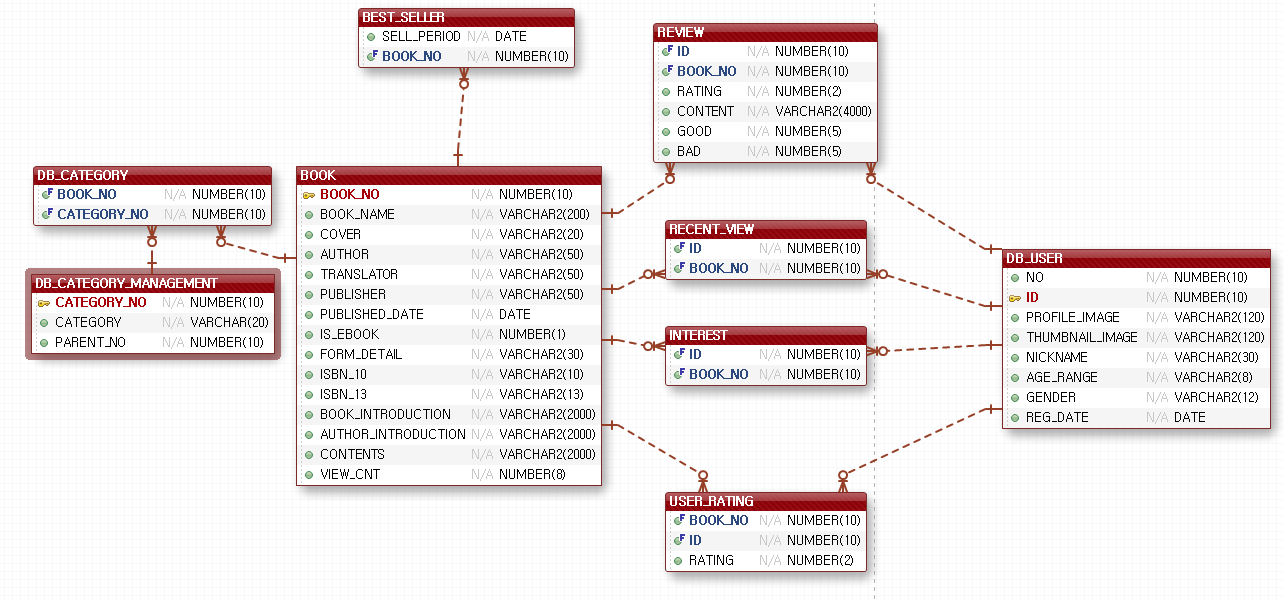 BEST_SELLER
SELL_PERIOD N/A DATE
BOOK_NO N/A NUMBER(10)
REVIEW
ID N/A NUMBER(10)
BOOK_NO N/A NUMBER(10)
RATING N/A NUMBER(2)
CONTENT N/A VARCHAR2(4000)
GOOD N/A NUMBER(5)
BAD N/A NUMBER(5)
DB_CATEGORY
BOOK_NO N/A NUMBER(10)
CATEGORY_NO N/A NUMBER(10)
DB_CATEGORY_MANAGEMENT
CATEGORY_NO N/A NUMBER(10)
CATEGORY N/A VARCHAR(20)
PARENT_NO N/A NUMBER(10)
BOOK
BOOK_NO N/A NUMBER(10)
BOOK_NAME N/A VARCHAR2(200)
COVER N/A VARCHAR2(20)
AUTHOR N/A VARCHAR2(50)
TRANSLATOR N/A VARCHAR2(50)
PUBLISHER N/A VARCHAR2(50)
PUBLISHED_DATE N/A DATE
IS_EBOOK N/A NUMBER(1)
FORM_DETAIL N/A VARCHAR2(30)
ISBN_10 N/A VARCHAR2(10)
ISBN_13 N/A VARCHAR2(13)
BOOK_INTRODUCTION N/A VARCHAR2(2000)
AUTHOR_INTRODUCTION N/A VARCHAR2(2000)
CONTENTS N/A VARCHAR2(2000)
VIEW_CNT N/A NUMBER(8)
RECENT_VIEW
ID N/A NUMBER(10)
BOOK_NO N/A NUMBER(10)
INTEREST
ID N/A NUMBER(10)
BOOK_NO N/A NUMBER(10)
DB_USER
NO N/A NUMBER(10)
ID N/A NUMBER(10)
PROFILE_IMAGE N/A VARCHAR2(120)
THUMBNAIL_IMAGE N/A VARCHAR2(120)
NICKNAME N/A VARCHAR2(30)
AGE_RANGE N/A VARCHAR2(8)
GENDER N/A VARCHAR2(12)
REG_DATE N/A DATE
USER_RATING
BOOK_NO N/A NUMBER(10)
ID N/A NUMBER(10)
RATING N/A NUMBER(2)